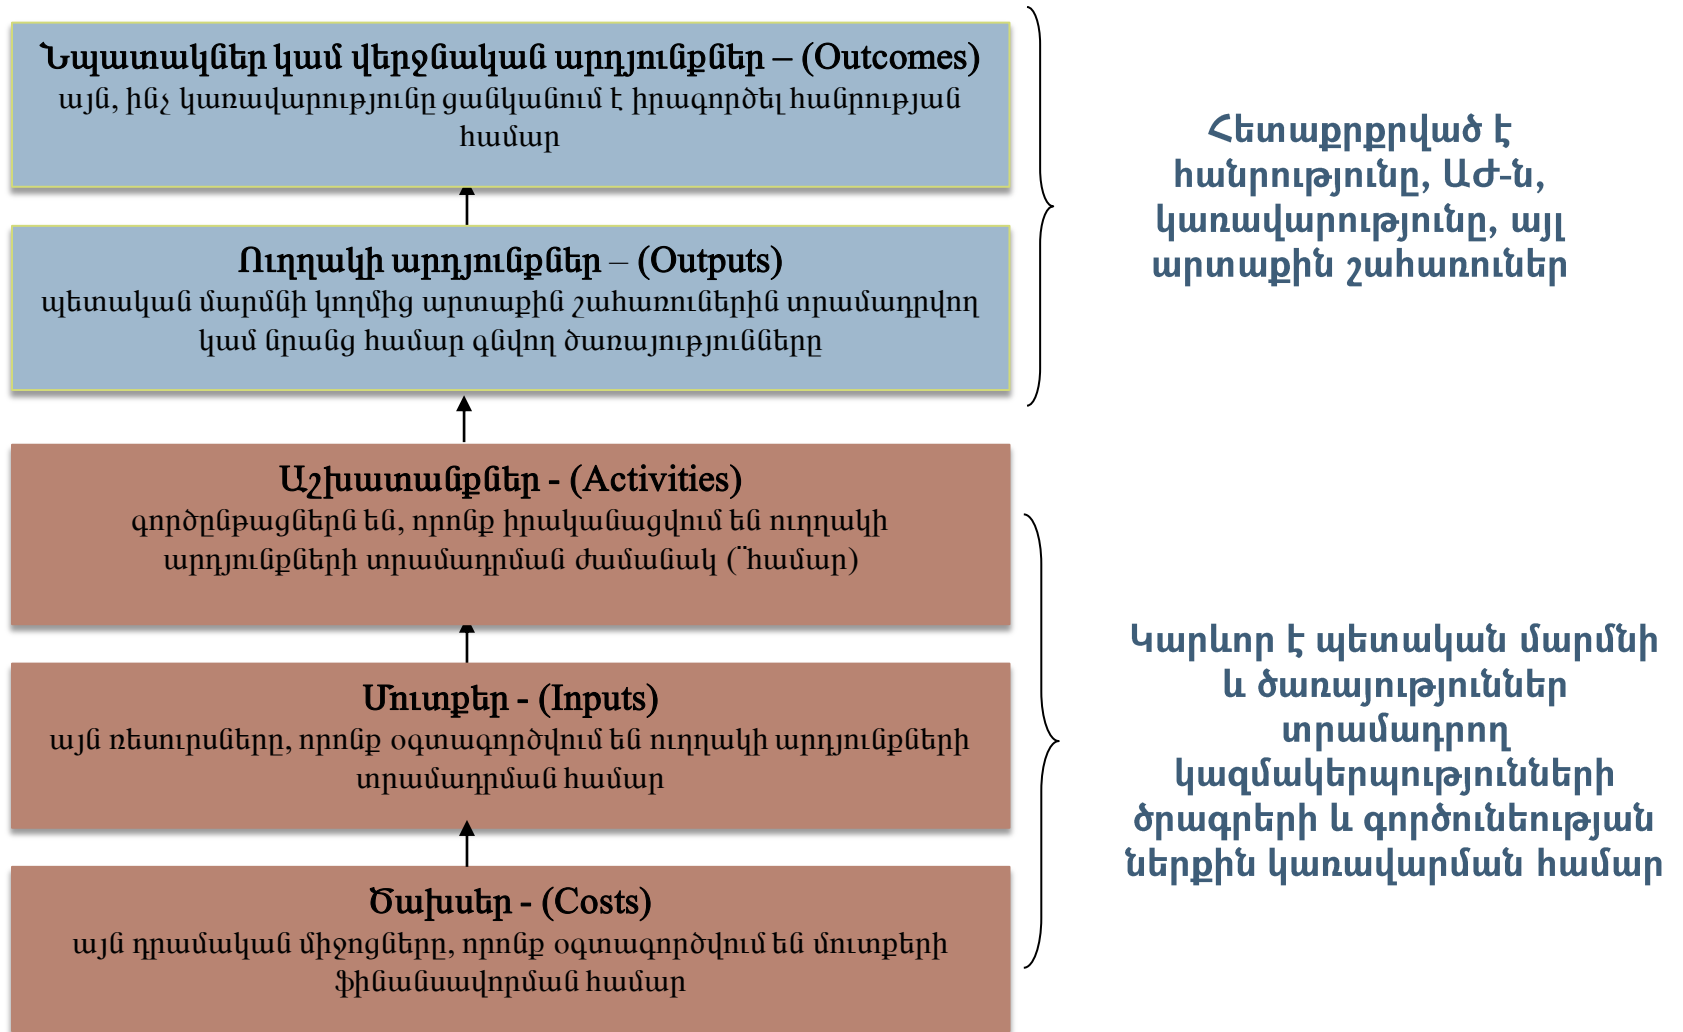 Նպատակներ կամ վերջնական արդյունքներ – (Outcomes)
այն, ինչ կառավարությունը ցանկանում է իրագործել հանրության
համար
Ուղղակի արդյունքներ – (Outputs)
պետական մարմնի կողմից արտաքին շահառուներին տրամադրվող
կամ նրանց համար գնվող ծառայությունները
Հետաքրքրված է
հանրությունը, ԱԺ-ն,
կառավարությունը, այլ
արտաքին շահառուներ
Աշխատանքներ - (Activities)
գործընթացներն են, որոնք իրականացվում են ուղղակի
արդյունքների տրամադրման ժամանակ (¨համար)
Մուտքեր - (Inputs)
այն ռեսուրսները, որոնք օգտագործվում են ուղղակի արդյունքների
տրամադրման համար
Ծախսեր - (Costs)
այն դրամական միջոցները, որոնք օգտագործվում են մուտքերի
ֆինանսավորման համար
Կարևոր է պետական մարմնի
և ծառայություններ
տրամադրող
կազմակերպությունների
ծրագրերի և գործունեության
ներքին կառավարման համար